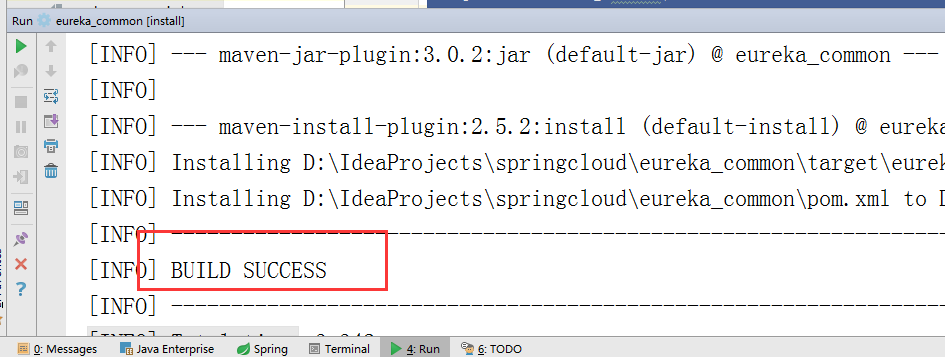 Run eureka_common [install]
[INFO] --- maven-jar-plugin:3.0.2:jar (default-jar) @ eureka_common ---
[INFO]
[INFO] --- maven-install-plugin:2.5.2:install (default-install) @ eureka
[INFO] Installing D:\IdeaProjects\springcloud\eureka_common\target\eurek
[INFO] Installing D:\IdeaProjects\springcloud\eureka_common\pom.xml to D
[INFO] ------------------------------------------------------------------------
[INFO] BUILD SUCCESS
[INFO] ------------------------------------------------------------------------
0: Messages Java Enterprise Spring Terminal 4: Run 6: TODO